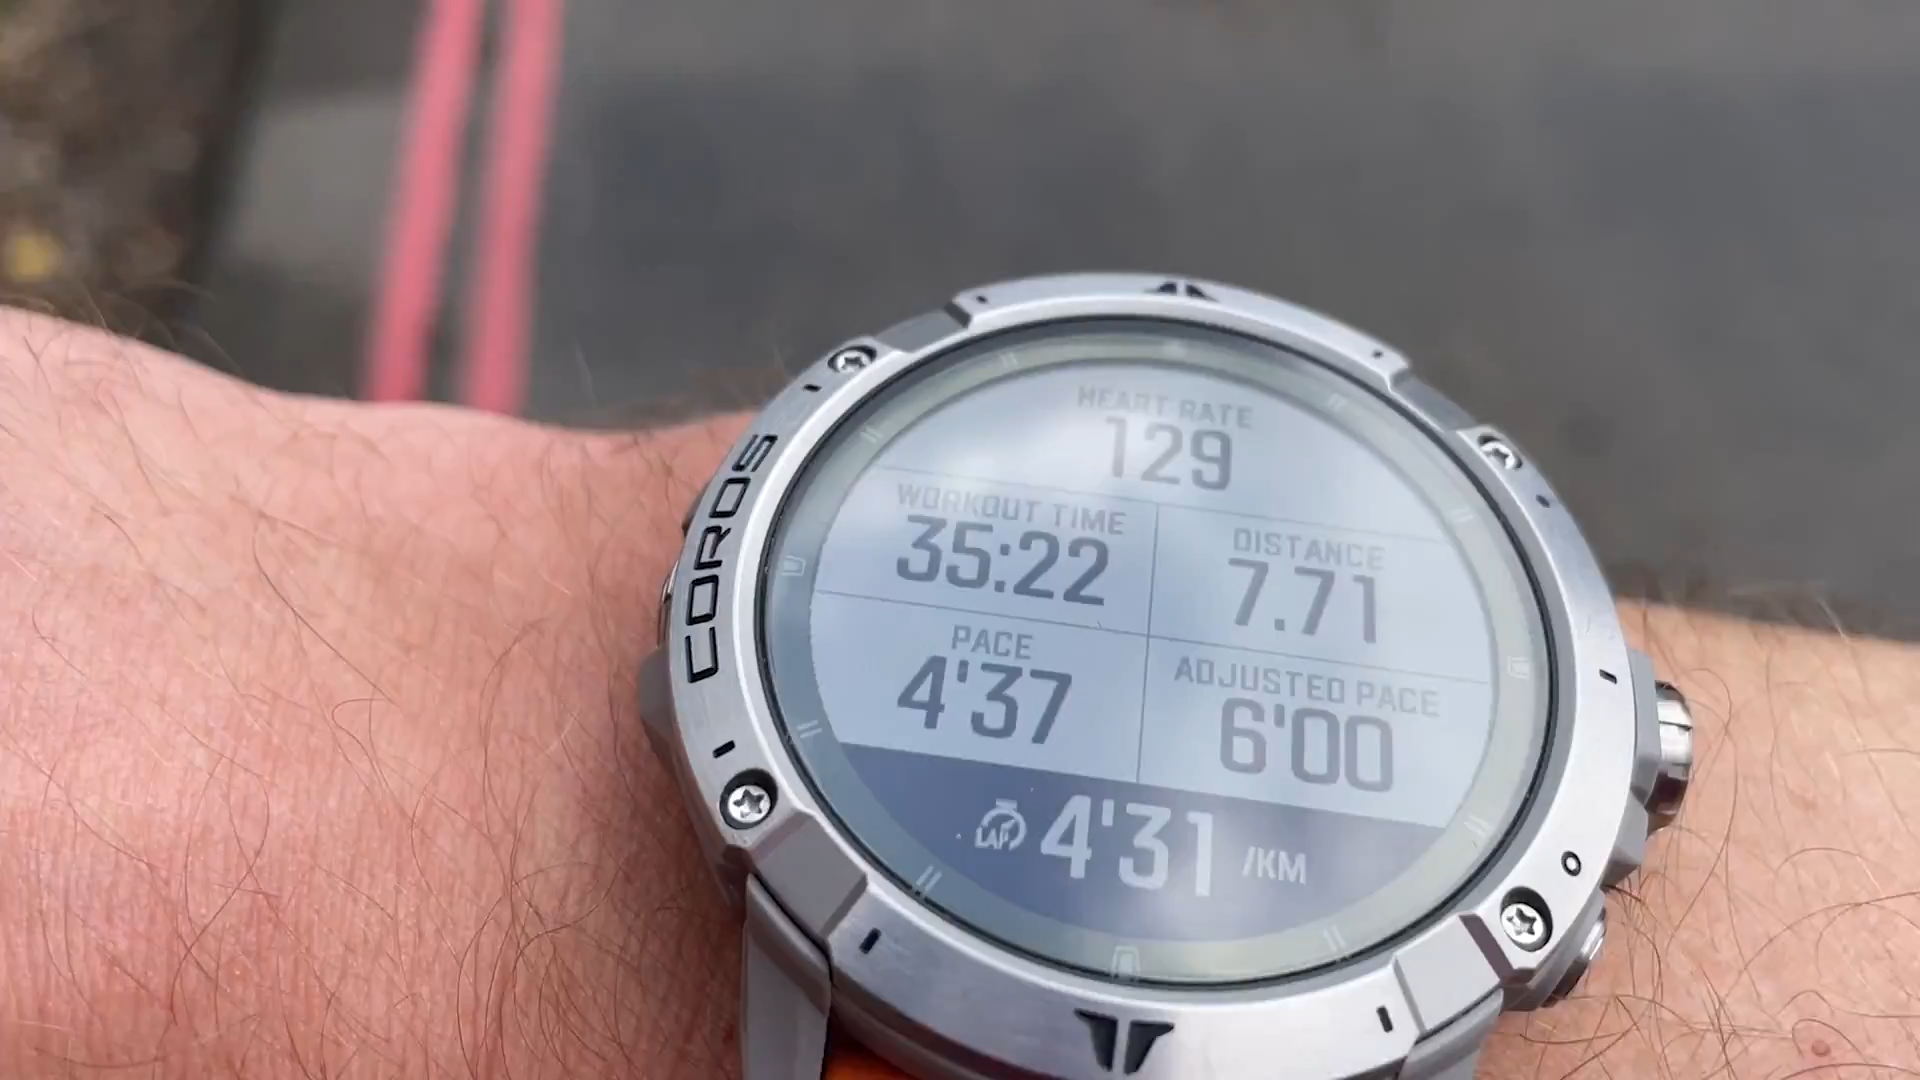 COROS
HEART RATE
129
WORKOUT TIME
35:22
DISTANCE
7.71
PACE
4'37
ADJUSTED PACE
6'00
LAP
4'31 /KM